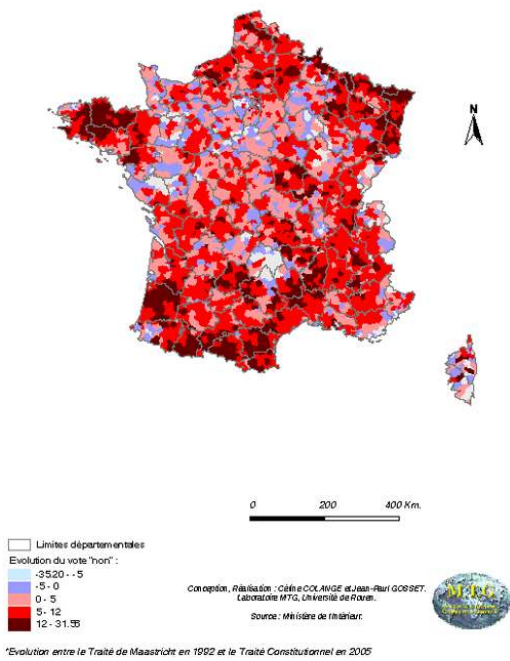 N
0 200 400 Km.
Limites départementales
Evolution du vote "non" :
-35.20 - -5
-5 - 0
0 - 5
5 - 12
12 - 31.53
Conception, Réalisation : Céline COLANGE et Jean-Paul GOSSET.
Laboratoire MTG, Université de Rouen.
Source : Ministère de l'Intérieur.
M.T.G
*Evolution entre le Traité de Maastricht en 1992 et le Traité Constitutionnel en 2005